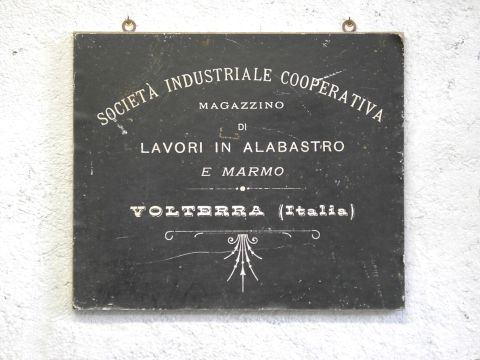 SOCIETÀ INDUSTRIALE COOPERATIVA
MAGAZZINO
DI
LAVORI IN ALABASTRO
E MARMO
VOLTERRA (Italia)